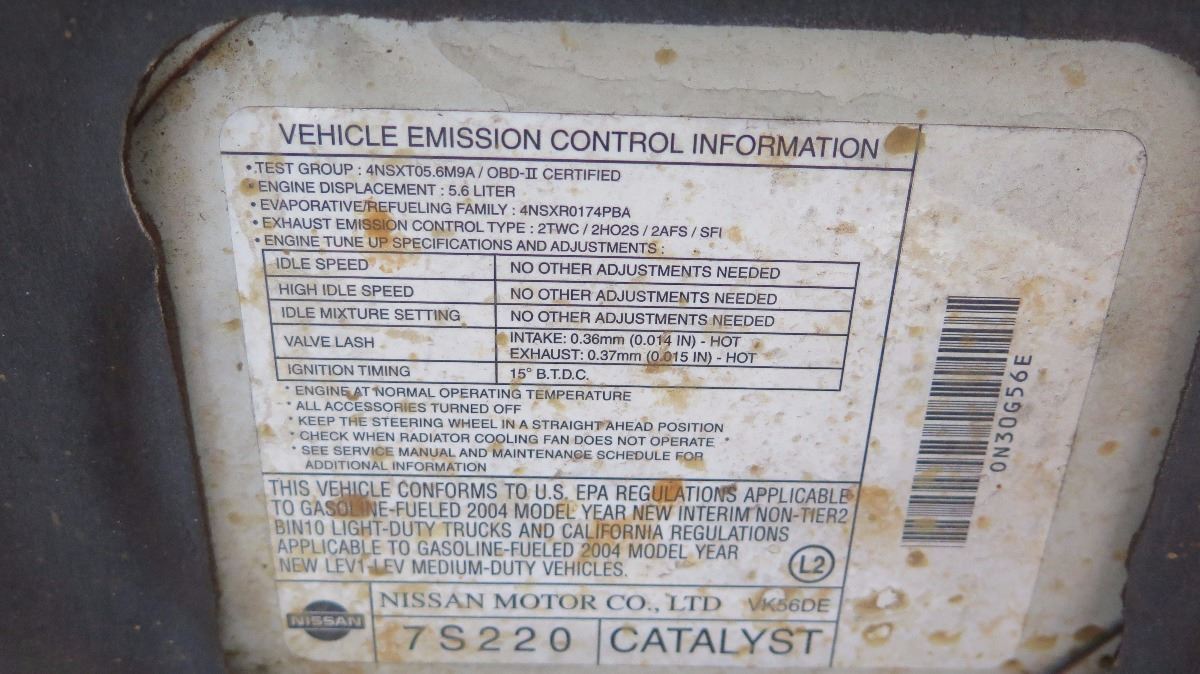 VEHICLE EMISSION CONTROL INFORMATION
• TEST GROUP : 4NSXT05.6M9A / OBD-II CERTIFIED
• ENGINE DISPLACEMENT : 5.6 LITER
• EVAPORATIVE/REFUELING FAMILY : 4NSXR0174PBA
• EXHAUST EMISSION CONTROL TYPE : 2TWC / 2HO2S / 2AFS / SFI
• ENGINE TUNE UP SPECIFICATIONS AND ADJUSTMENTS :
IDLE SPEED NO OTHER ADJUSTMENTS NEEDED
HIGH IDLE SPEED NO OTHER ADJUSTMENTS NEEDED
IDLE MIXTURE SETTING NO OTHER ADJUSTMENTS NEEDED
VALVE LASH INTAKE: 0.36mm (0.014 IN) - HOT
EXHAUST: 0.37mm (0.015 IN) - HOT
IGNITION TIMING 15° B.T.D.C.
* ENGINE AT NORMAL OPERATING TEMPERATURE
* ALL ACCESSORIES TURNED OFF
* KEEP THE STEERING WHEEL IN A STRAIGHT AHEAD POSITION
* CHECK WHEN RADIATOR COOLING FAN DOES NOT OPERATE
* SEE SERVICE MANUAL AND MAINTENANCE SCHEDULE FOR
ADDITIONAL INFORMATION
THIS VEHICLE CONFORMS TO U.S. EPA REGULATIONS APPLICABLE
TO GASOLINE-FUELED 2004 MODEL YEAR NEW INTERIM NON-TIER2
BIN10 LIGHT-DUTY TRUCKS AND CALIFORNIA REGULATIONS
APPLICABLE TO GASOLINE-FUELED 2004 MODEL YEAR
NEW LEV1 LEV MEDIUM-DUTY VEHICLES.
L2
NISSAN
NISSAN MOTOR CO., LTD VK56DE
7S220 CATALYST
0N30G56E